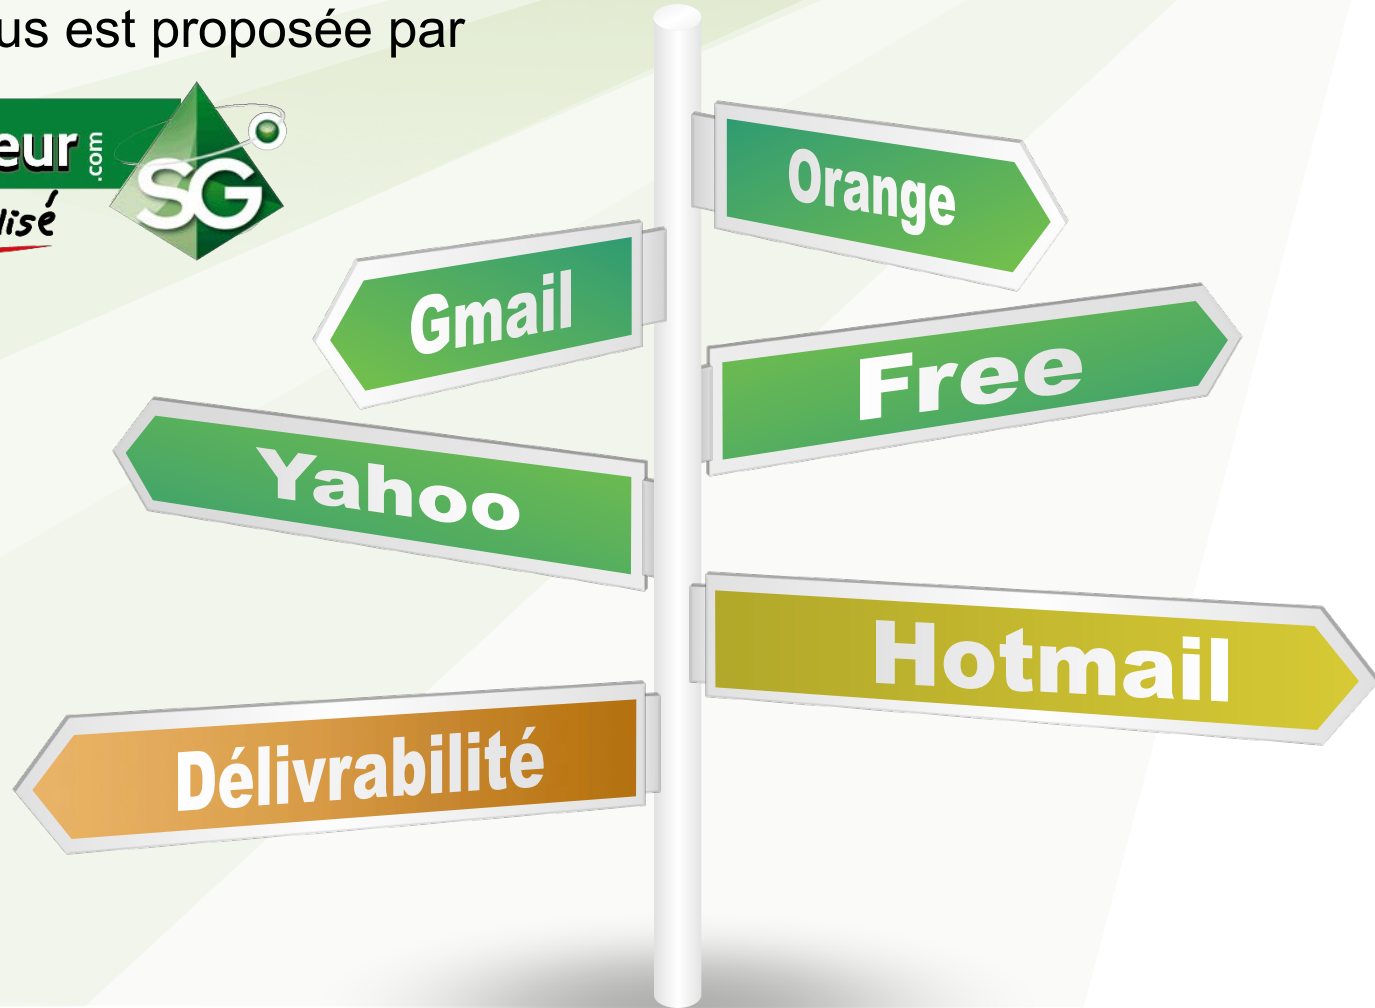 us est proposée par
eur
.com
lisé
SG
Orange
Gmail
Free
Yahoo
Hotmail
Délivrabilité